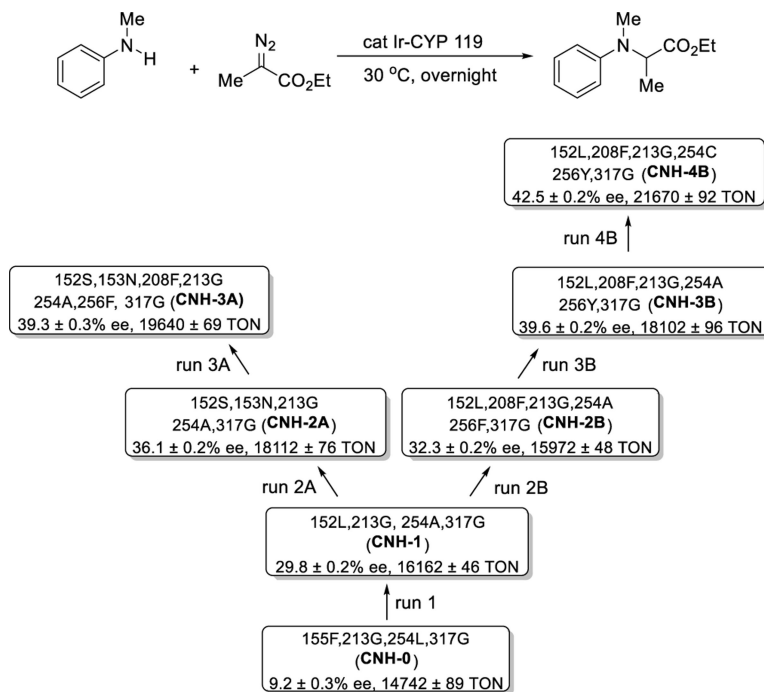 Me
N
H
+
N2
Me
CO2Et
cat Ir-CYP 119
30 °C, overnight
Me
N
CO2Et
Me
152L,208F,213G,254C
256Y,317G (CNH-4B)
42.5 ± 0.2% ee, 21670 ± 92 TON
run 4B
152S,153N,208F,213G
254A,256F, 317G (CNH-3A)
39.3 ± 0.3% ee, 19640 ± 69 TON
152L,208F,213G,254A
256Y,317G (CNH-3B)
39.6 ± 0.2% ee, 18102 ± 96 TON
run 3A
run 3B
152S,153N,213G
254A,317G (CNH-2A)
36.1 ± 0.2% ee, 18112 ± 76 TON
152L,208F,213G,254A
256F,317G (CNH-2B)
32.3 ± 0.2% ee, 15972 ± 48 TON
run 2A
run 2B
152L,213G, 254A,317G
(CNH-1)
29.8 ± 0.2% ee, 16162 ± 46 TON
run 1
155F,213G,254L,317G
(CNH-0)
9.2 ± 0.3% ee, 14742 ± 89 TON